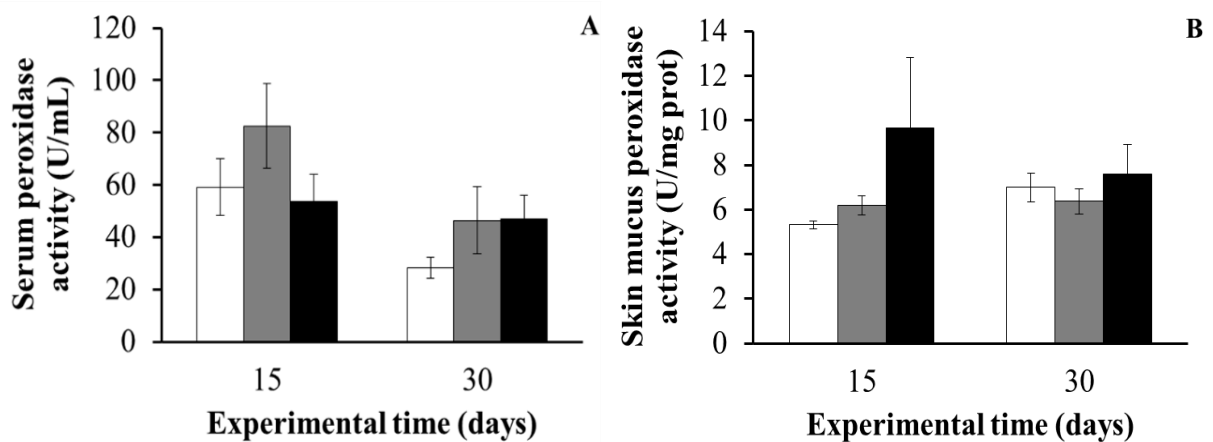 A
Serum peroxidase
activity (U/mL)
120
100
80
60
40
20
0
15
30
Experimental time (days)
B
Skin mucus peroxidase
activity (U/mg prot)
14
12
10
8
6
4
2
0
15
30
Experimental time (days)